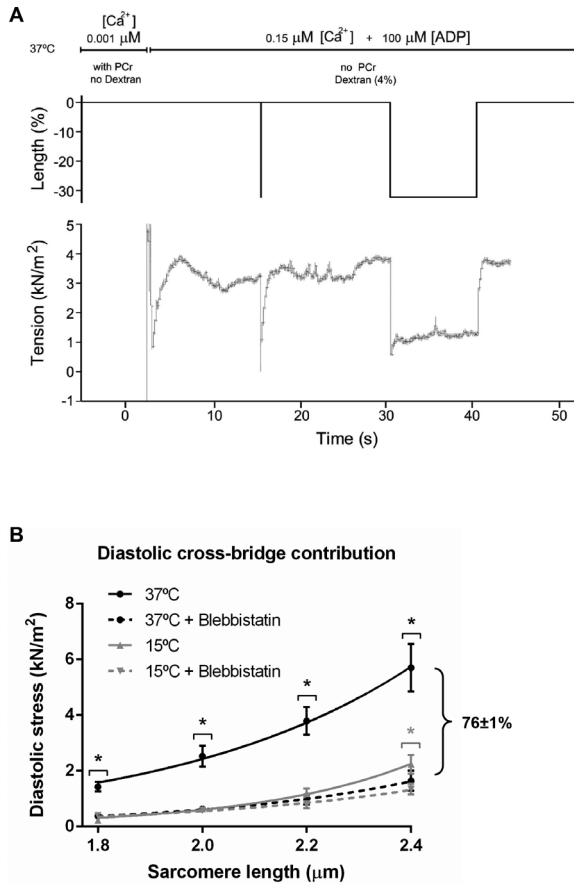 A
[Ca2+]
0.001 μM
0.15 μM [Ca2+] + 100 μM [ADP]
37ºC
with PCr
no Dextran
no PCr
Dextran (4%)
Length (%)
0
-10
-20
-30
Tension (kN/m2)
5
4
3
2
1
0
-1
0
10
20
30
40
50
Time (s)
B
Diastolic cross-bridge contribution
37ºC
37ºC + Blebbistatin
15ºC
15ºC + Blebbistatin
Diastolic stress (kN/m2)
8
6
4
2
0
*
*
*
*
*
76±1%
1.8
2.0
2.2
2.4
Sarcomere length (μm)